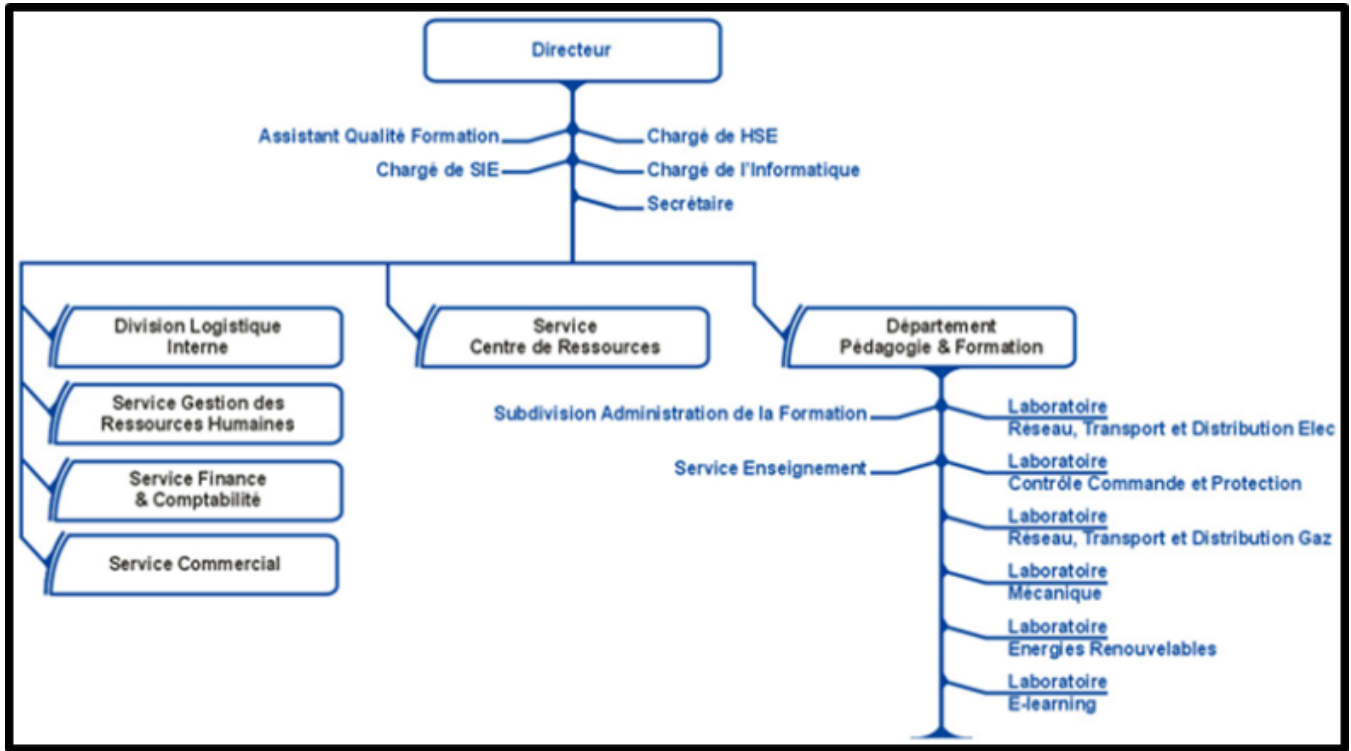 Directeur
Assistant Qualité Formation
Chargé de HSE
Chargé de SIE
Chargé de l'Informatique
Secrétaire
Division Logistique
Interne
Service
Centre de Ressources
Département
Pédagogie & Formation
Service Gestion des
Ressources Humaines
Service Finance
& Comptabilité
Service Commercial
Subdivision Administration de la Formation
Service Enseignement
Laboratoire
Réseau, Transport et Distribution Elec
Laboratoire
Contrôle Commande et Protection
Laboratoire
Réseau, Transport et Distribution Gaz
Laboratoire
Mécanique
Laboratoire
Energies Renouvelables
Laboratoire
E-learning